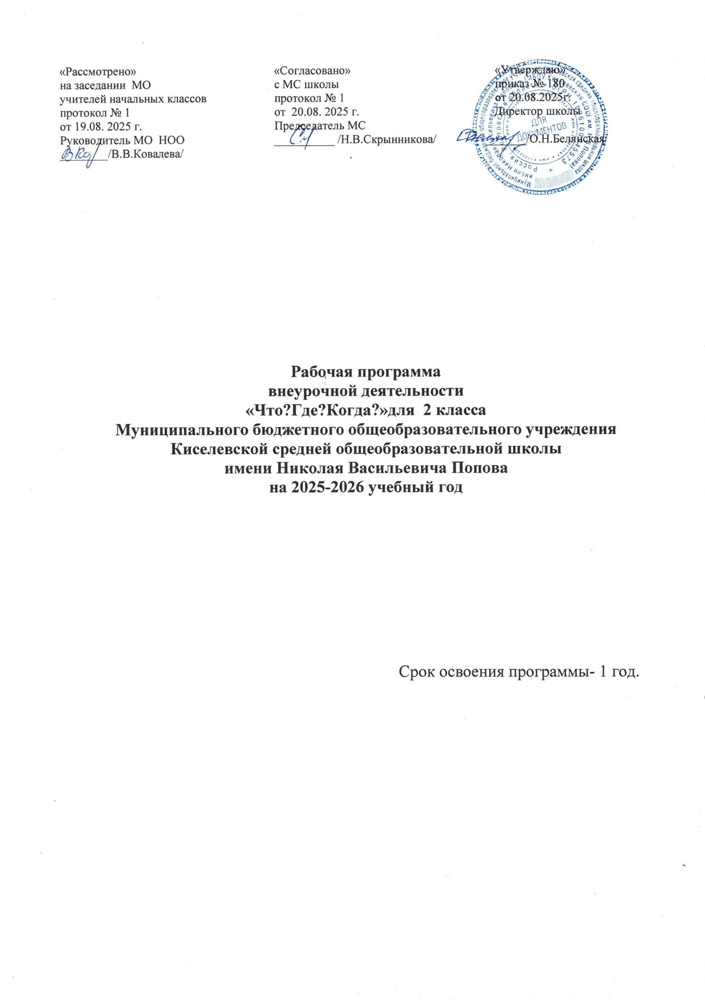 «Рассмотрено»
на заседании  МО
учителей начальных классов
протокол № 1
от 19.08. 2025 г.
Руководитель МО  НОО
________/В.В.Ковалева/
«Согласовано»
с МС школы
протокол № 1
от  20.08. 2025 г.
Председатель МС
__________ /Н.В.Скрынникова/
«Утверждаю»
приказ № 180
от 20.08.2025г.
Директор школы
/О.Н.Белянская
ДЛЯ
ДОКУМЕНТОВ
Рабочая программа
внеурочной деятельности
«Что?Где?Когда?»для  2 класса
Муниципального бюджетного общеобразовательного учреждения
Киселевской средней общеобразовательной школы
имени Николая Васильевича Попова
на 2025-2026 учебный год
Срок освоения программы- 1 год.